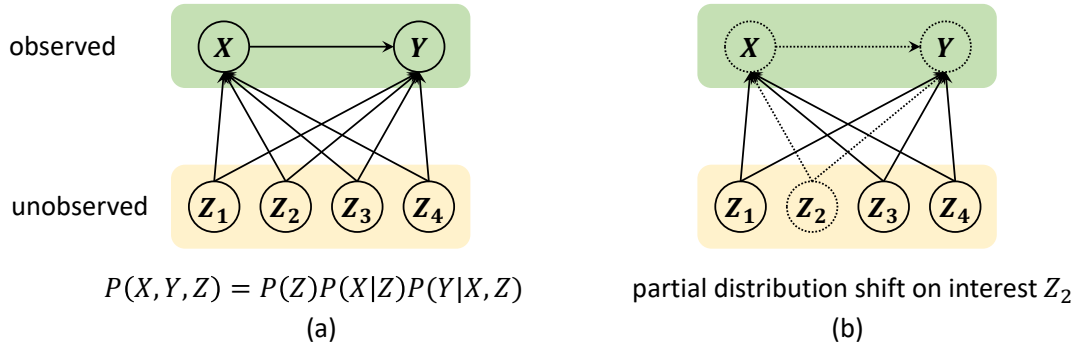 observed
X
Y
X
Y
unobserved
Z₁
Z₂
Z₃
Z₄
Z₁
Z₂
Z₃
Z₄
P(X, Y, Z) = P(Z)P(X|Z)P(Y|X, Z)
partial distribution shift on interest Z₂
(a)
(b)